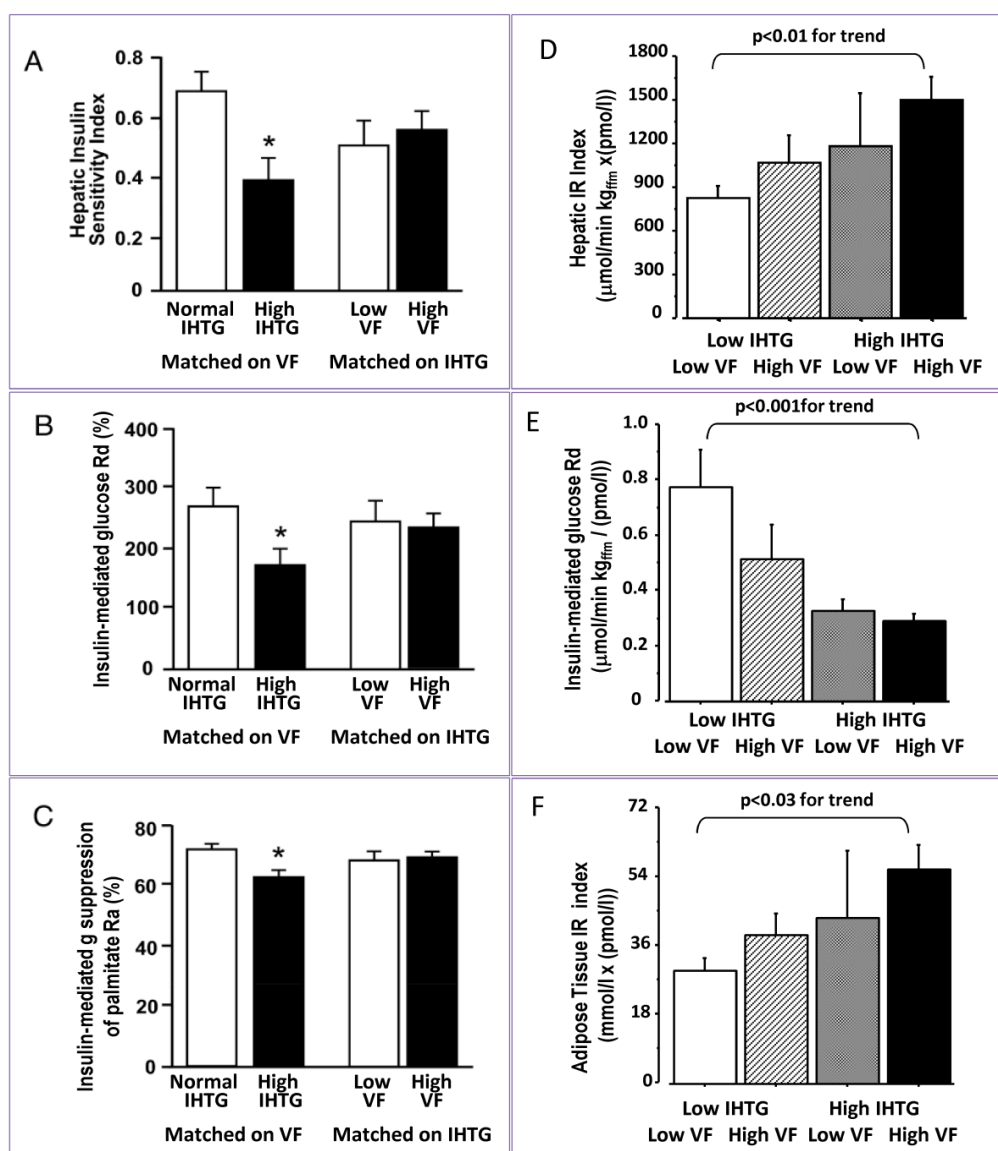 A
Hepatic Insulin
Sensitivity Index
0.8
0.6
0.4
0.2
0
*
Normal IHTG
High IHTG
Low VF
High VF
Matched on VF
Matched on IHTG
B
Insulin-mediated glucose Rd (%)
400
300
200
100
0
*
Normal IHTG
High IHTG
Low VF
High VF
Matched on VF
Matched on IHTG
C
Insulin-mediated g suppression
of palmitate Ra (%)
80
60
40
20
0
*
Normal IHTG
High IHTG
Low VF
High VF
Matched on VF
Matched on IHTG
D
p<0.01 for trend
Hepatic IR Index
(μmol/min kgffm x(pmo/l))
1800
1500
1200
900
600
300
0
Low IHTG
High IHTG
Low VF
High VF
Low VF
High VF
E
p<0.001for trend
Insulin-mediated glucose Rd
(μmol/min kgffm / (pmo/l))
1.0
0.8
0.6
0.4
0.2
0
Low IHTG
High IHTG
Low VF
High VF
Low VF
High VF
F
p<0.03 for trend
Adipose Tissue IR index
(mmol/l x (pmol/l))
72
54
36
18
0
Low IHTG
High IHTG
Low VF
High VF
Low VF
High VF